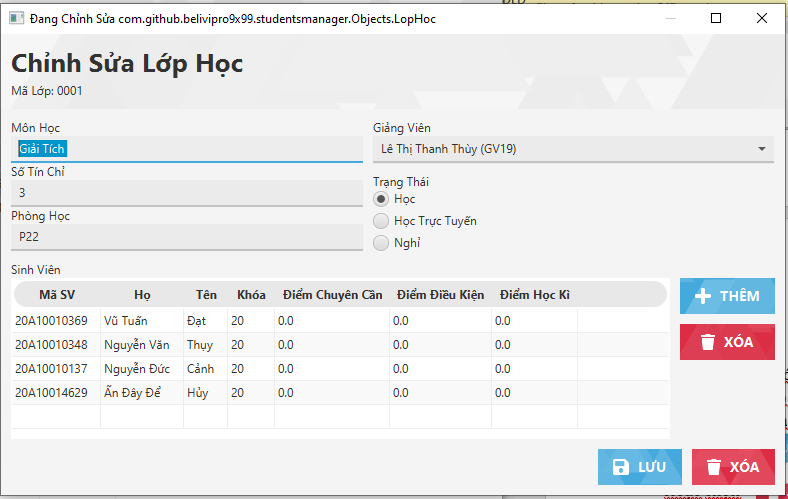 Đang Chỉnh Sửa com.github.belivipro9x99.studentsmanager.Objects.LopHoc
Chỉnh Sửa Lớp Học
Mã Lớp: 0001
Môn Học
Giải Tích
Số Tín Chỉ
3
Phòng Học
P22
Giảng Viên
Lê Thị Thanh Thùy (GV19)
Trạng Thái
Học
Học Trực Tuyến
Nghỉ
Sinh Viên
Mã SV Họ Tên Khóa Điểm Chuyên Cần Điểm Điều Kiện Điểm Học Kì
20A10010369 Vũ Tuấn Đạt 20 0.0 0.0 0.0
20A10010348 Nguyễn Văn Thụy 20 0.0 0.0 0.0
20A10010137 Nguyễn Đức Cảnh 20 0.0 0.0 0.0
20A10014629 Ấn Đây Để Hủy 20 0.0 0.0 0.0
THÊM
XÓA
LƯU
XÓA